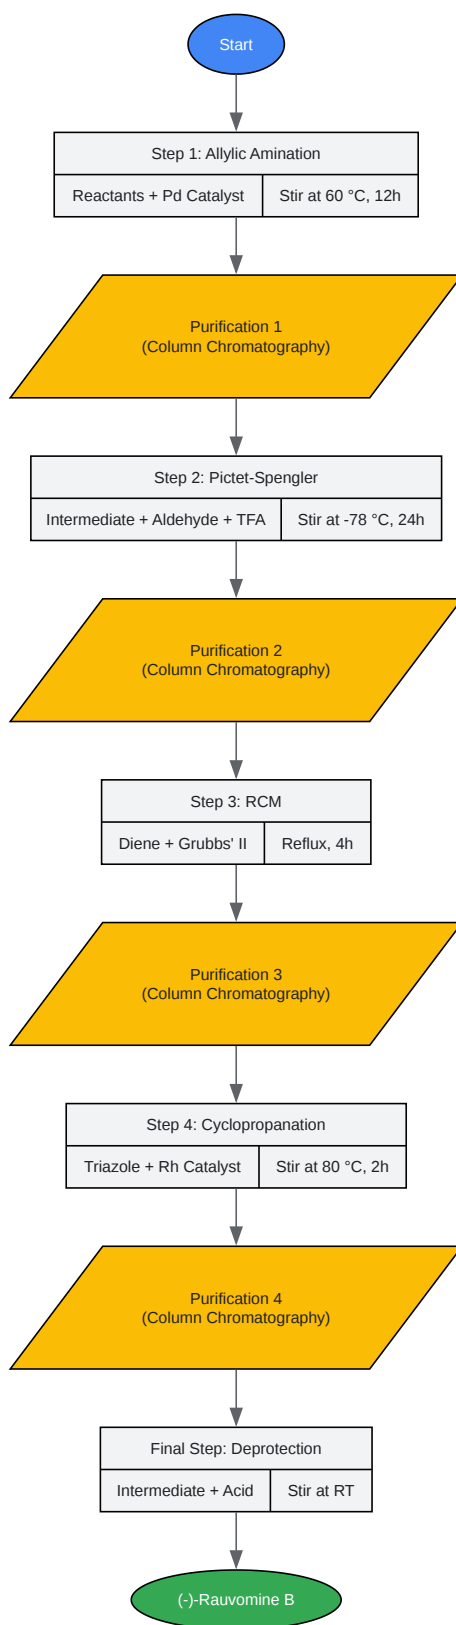 Start
Step 1: Allylic Amination
Reactants + Pd Catalyst
Stir at 60 °C, 12h
Purification 1
(Column Chromatography)
Step 2: Pictet-Spengler
Intermediate + Aldehyde + TFA
Stir at -78 °C, 24h
Purification 2
(Column Chromatography)
Step 3: RCM
Diene + Grubbs' II
Reflux, 4h
Purification 3
(Column Chromatography)
Step 4: Cyclopropanation
Triazole + Rh Catalyst
Stir at 80 °C, 2h
Purification 4
(Column Chromatography)
Final Step: Deprotection
Intermediate + Acid
Stir at RT
(-)-Rauvomine B